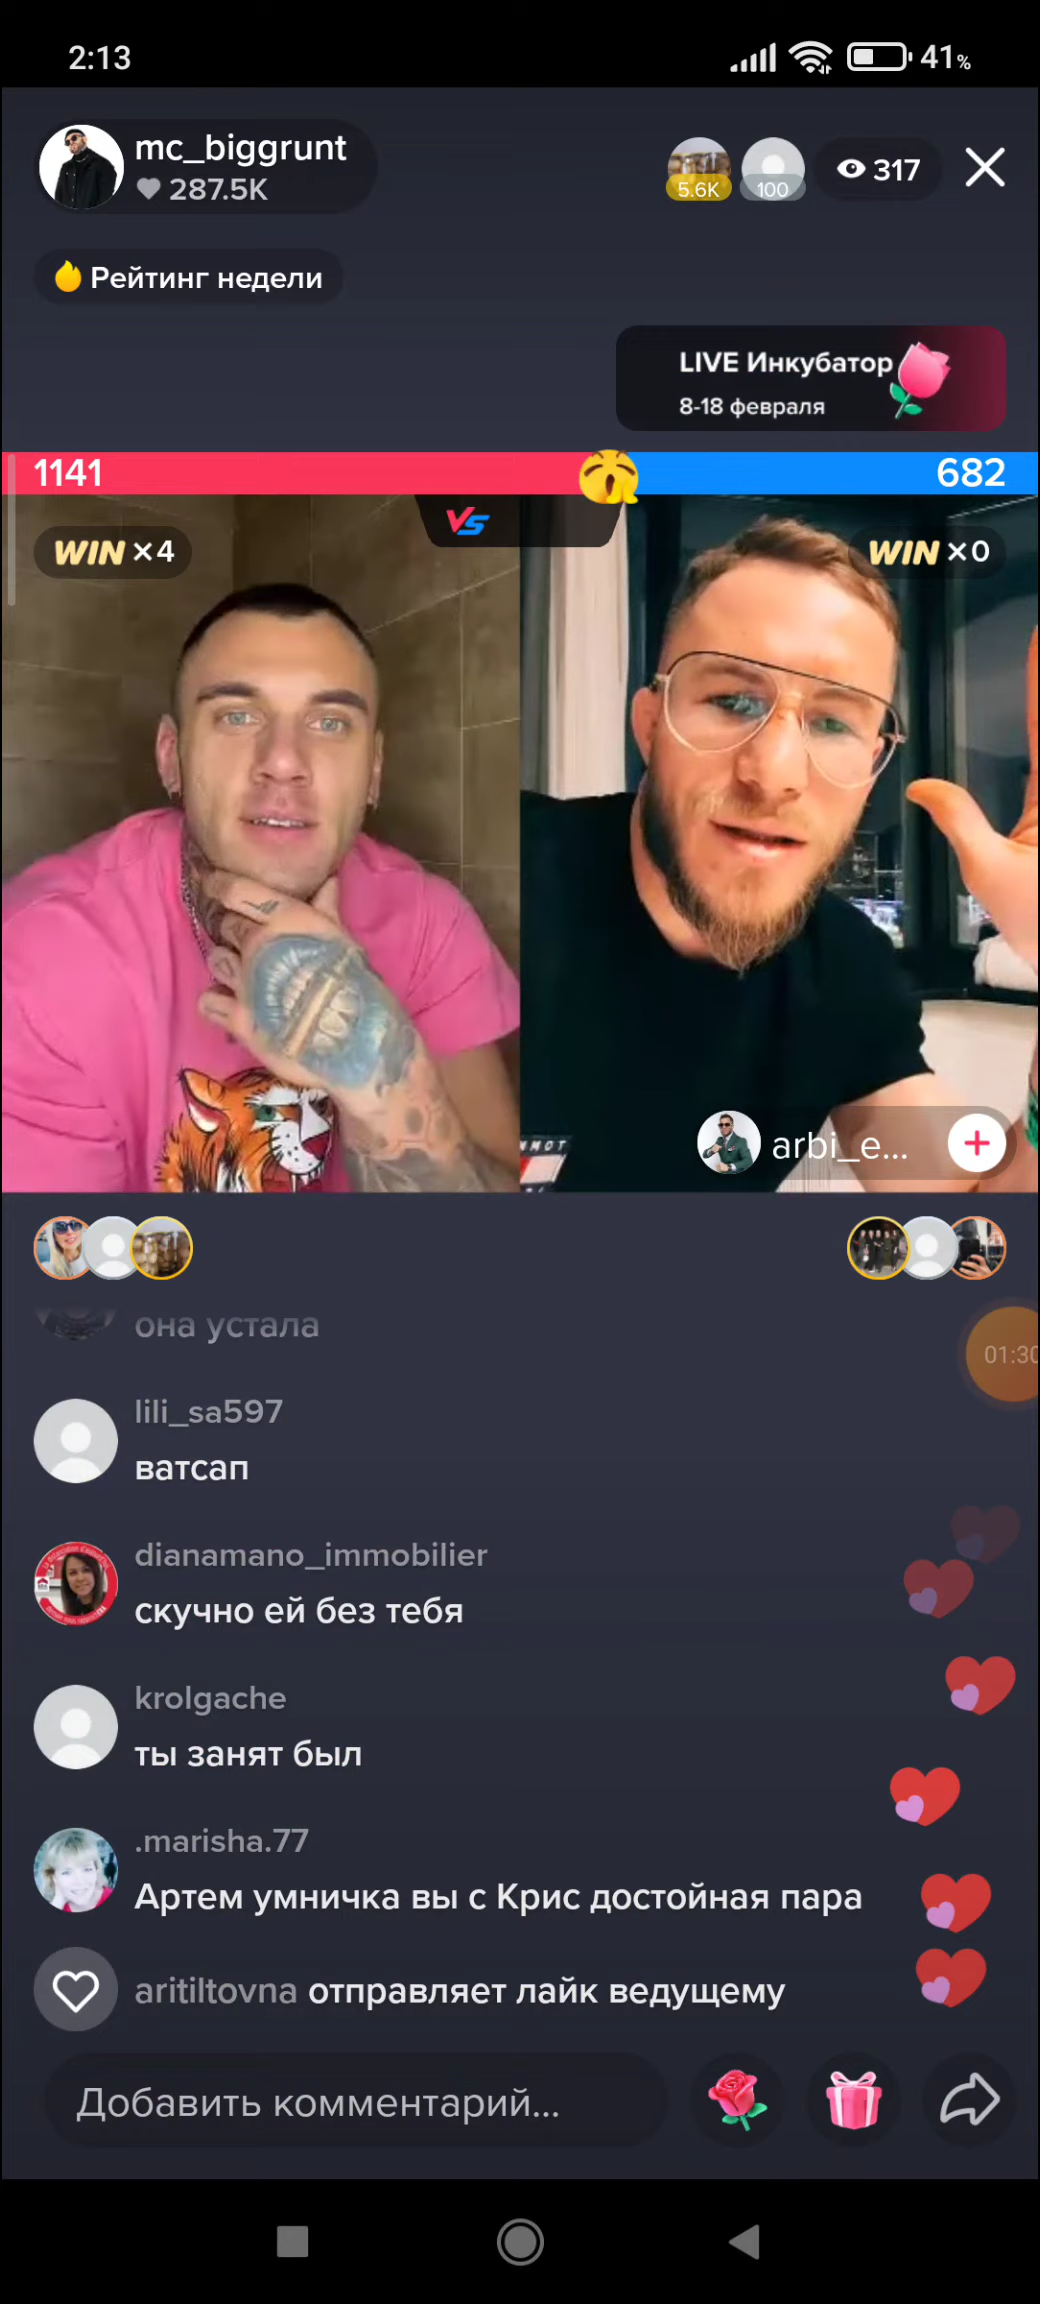 2:13
41%
mc_biggrunt
287.5K
5.6K
100
317
Рейтинг недели
LIVE Инкубатор
8-18 февраля
1141
682
VS
WIN ×4
WIN ×0
arbi_e...
она устала
01:30
lili_sa597
ватсап
dianamano_immobilier
скучно ей без тебя
krolgache
ты занят был
.marisha.77
Артем умничка вы с Крис достойная пара
aritiltovna отправляет лайк ведущему
Добавить комментарий...